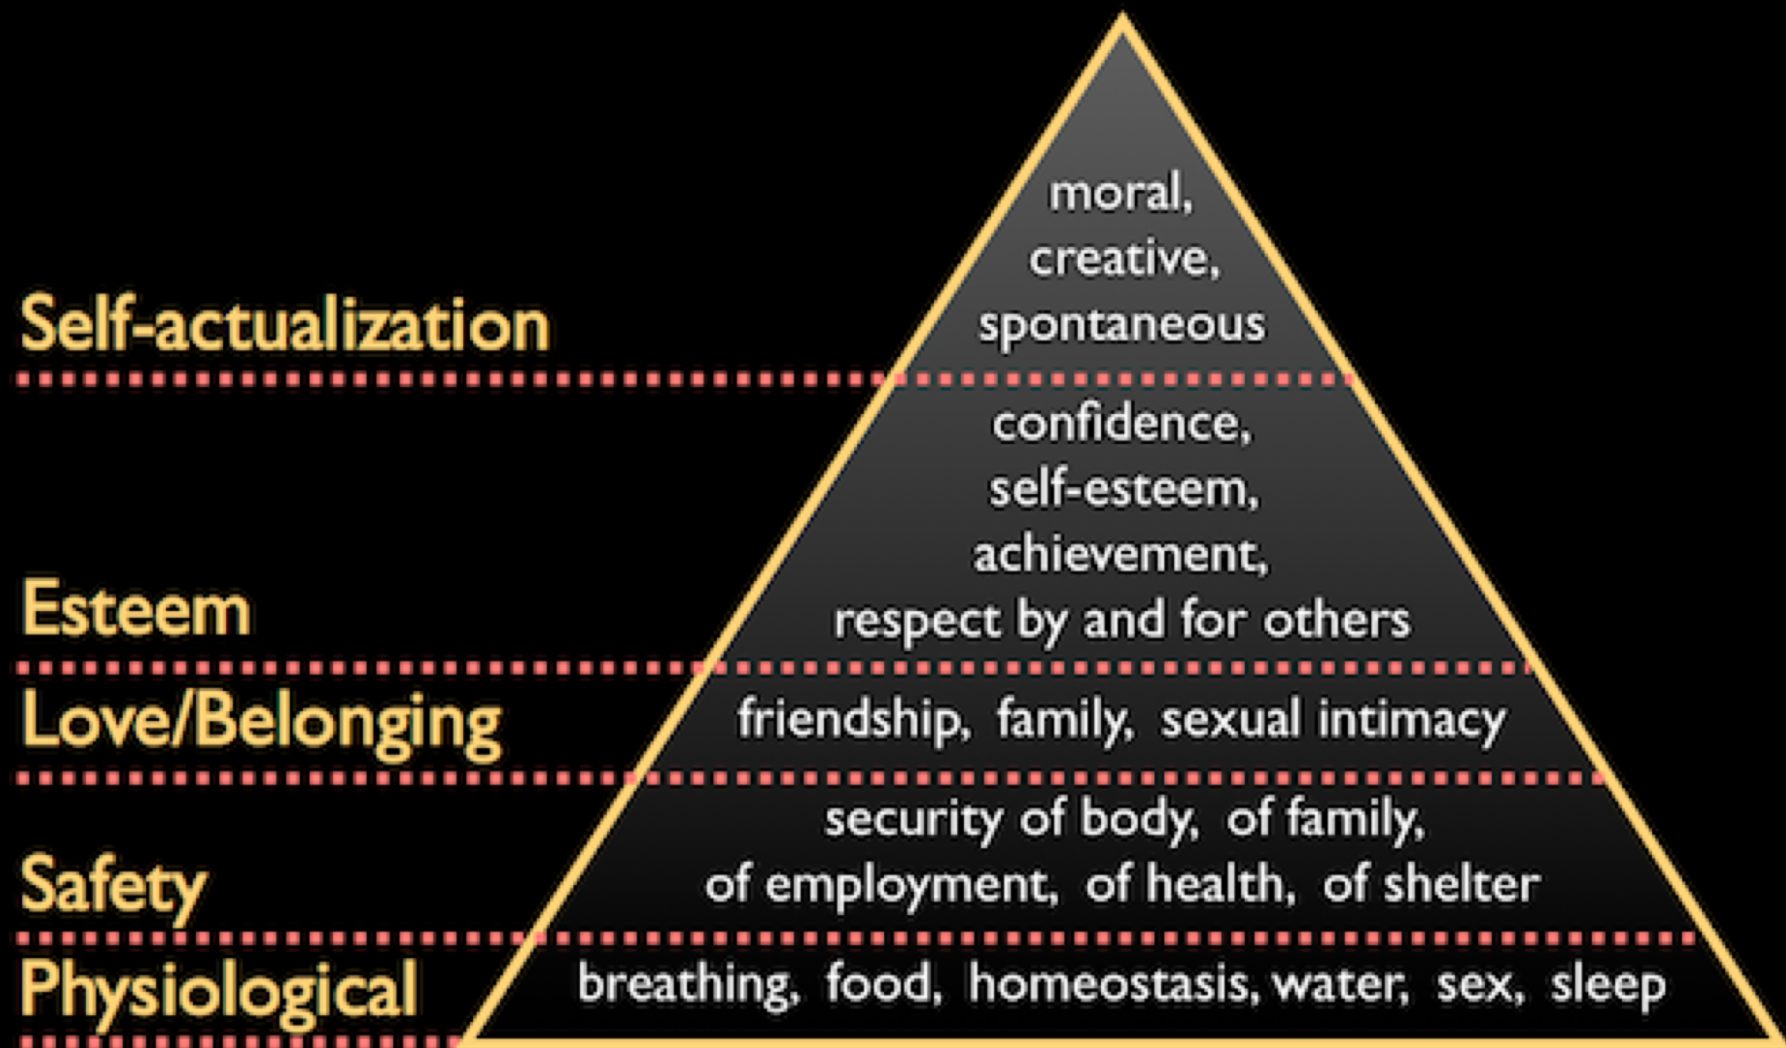 moral,
creative,
Self-actualization spontaneous
confidence,
self-esteem,
achievement,
Esteem respect by and for others
Love/Belonging friendship, family, sexual intimacy
security of body, of family,
Safety of employment, of health, of shelter
Physiological breathing, food, homeostasis, water, sex, sleep